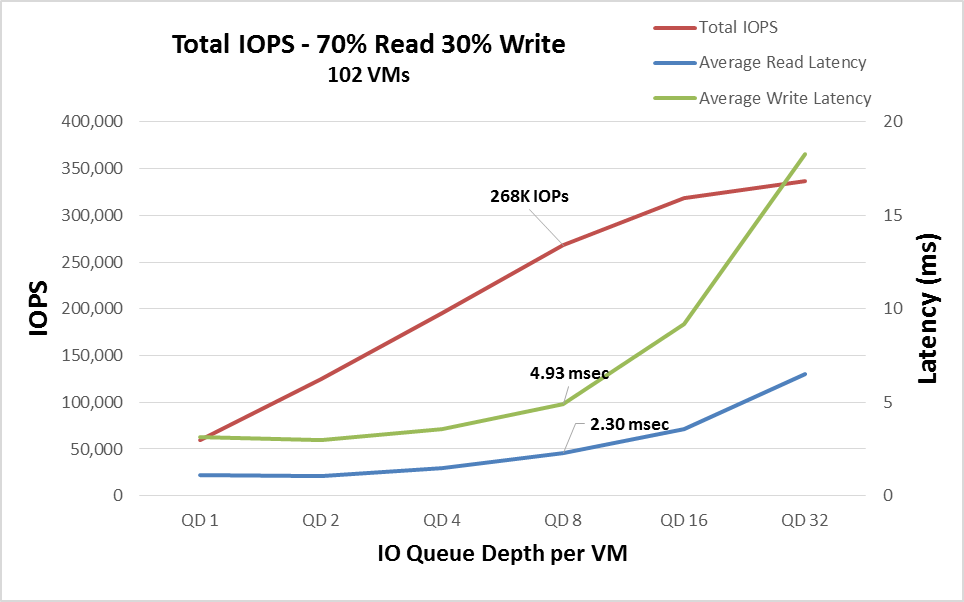 Total IOPS - 70% Read 30% Write
102 VMs
Total IOPS
Average Read Latency
Average Write Latency
400,000
350,000
300,000
250,000
200,000
150,000
100,000
50,000
0
IOPS
20
15
10
5
0
Latency (ms)
268K IOPs
4.93 msec
2.30 msec
QD 1
QD 2
QD 4
QD 8
QD 16
QD 32
IO Queue Depth per VM